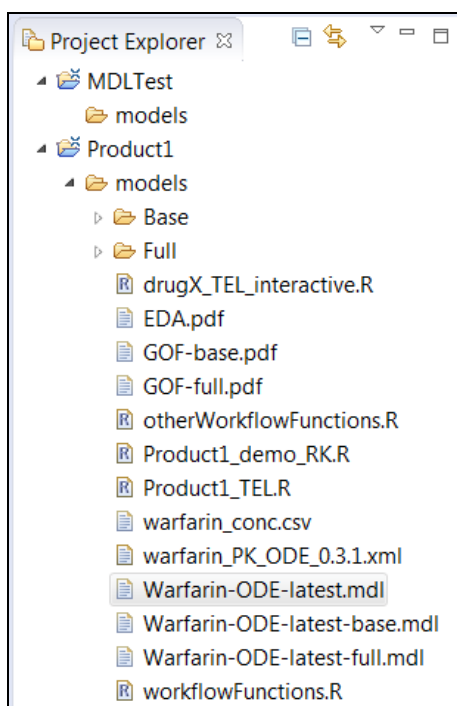 Project Explorer
MDLTest
models
Product1
models
Base
Full
drugX_TEL_interactive.R
EDA.pdf
GOF-base.pdf
GOF-full.pdf
otherWorkflowFunctions.R
Product1_demo_RK.R
Product1_TEL.R
warfarin_conc.csv
warfarin_PK_ODE_0.3.1.xml
Warfarin-ODE-latest.mdl
Warfarin-ODE-latest-base.mdl
Warfarin-ODE-latest-full.mdl
workflowFunctions.R